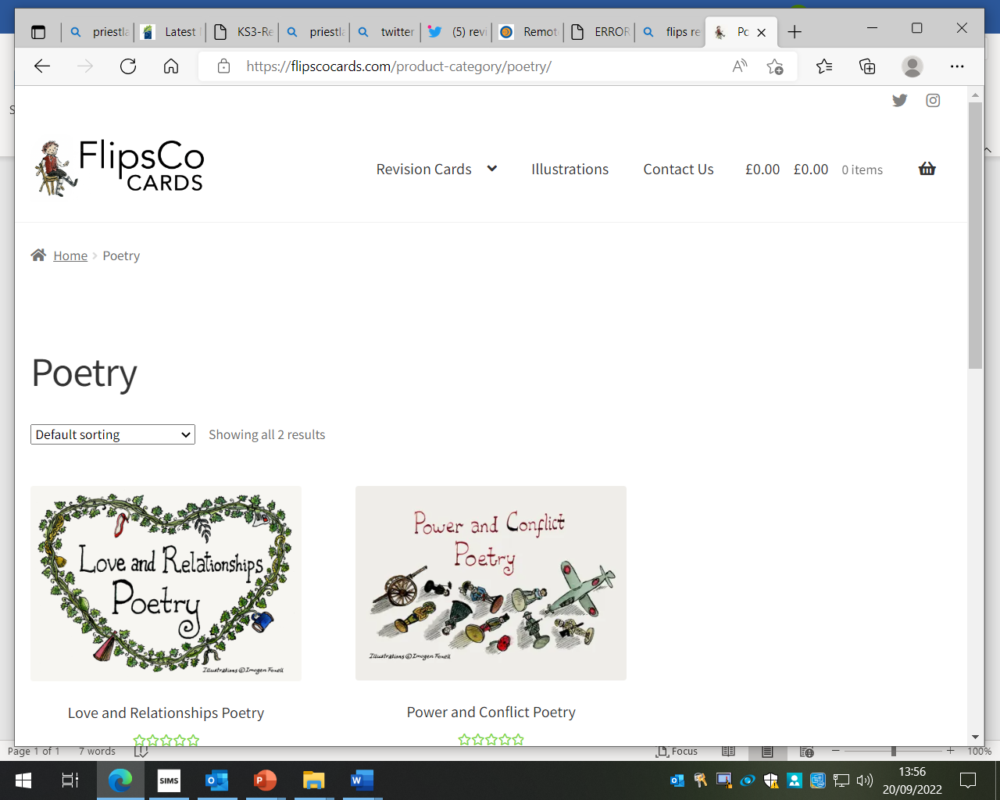 priestla
Latest
KS3-Re
priestla
twitter
(5) revi
Remot
ERROR
flips re
Po
https://flipscocards.com/product-category/poetry/
FlipsCo
CARDS
Revision Cards
Illustrations
Contact Us
£0.00 £0.00 0 items
Home
Poetry
Poetry
Default sorting
Showing all 2 results
Love and Relationships
Poetry
Illustrations © Imogen Foxell
Power and Conflict
Poetry
Illustrations © Imogen Foxell
Love and Relationships Poetry
Power and Conflict Poetry
Page 1 of 1
7 words
Focus
100%
SIMS
13:56
20/09/2022